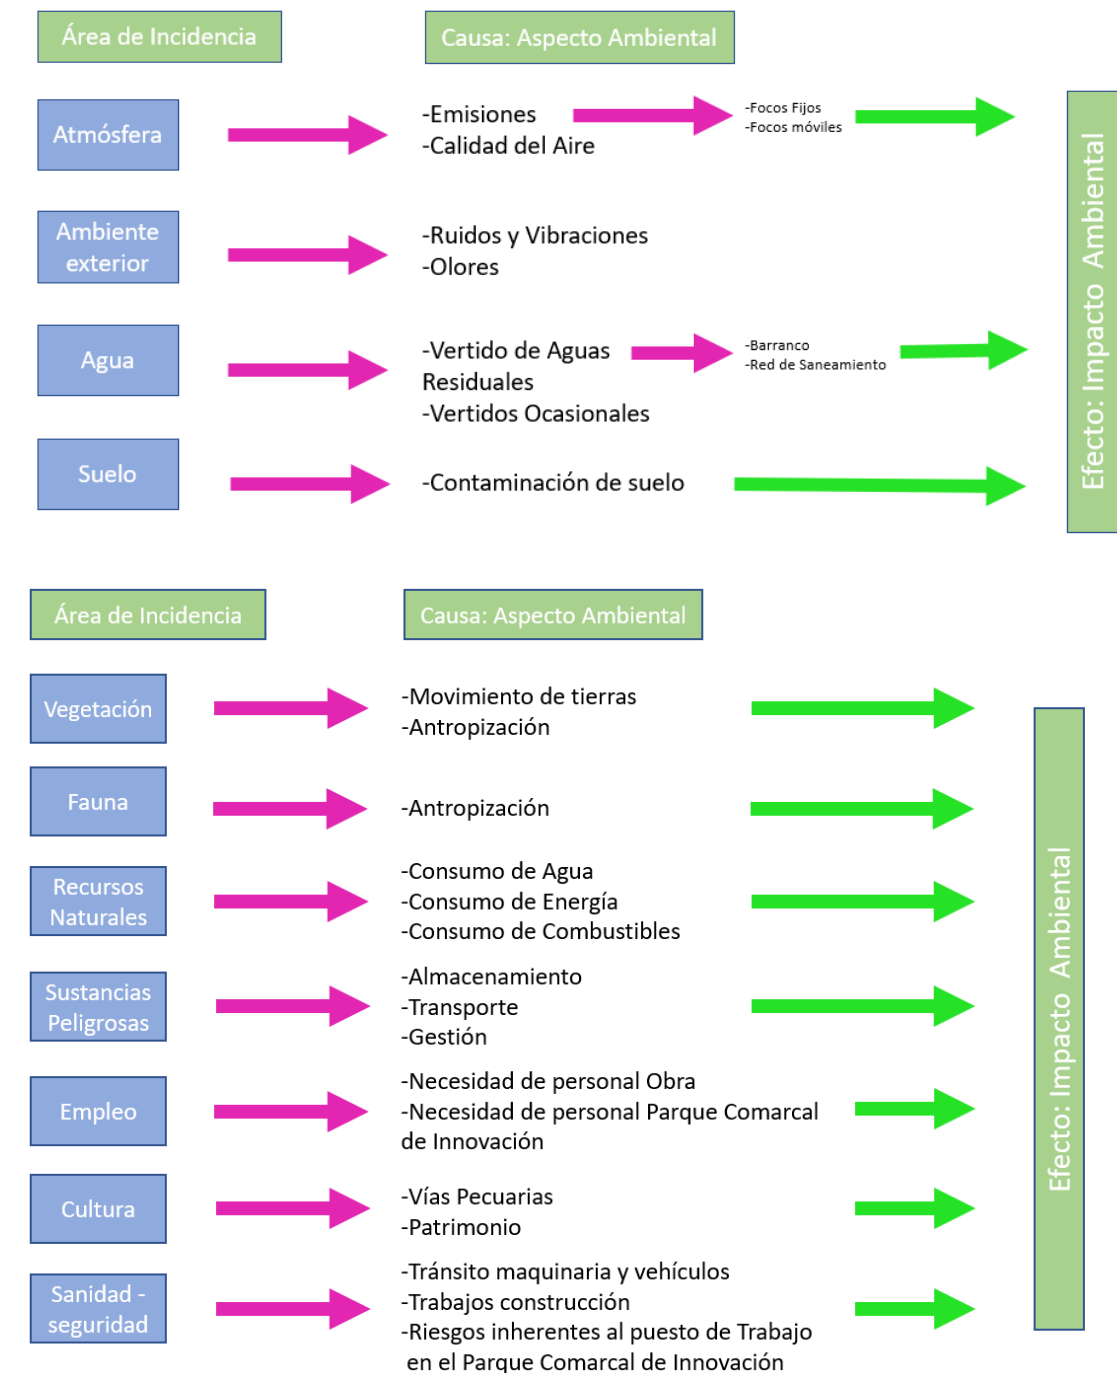 Área de Incidencia
Causa: Aspecto Ambiental
Atmósfera
-Emisiones
-Calidad del Aire
-Focos Fijos
-Focos móviles
Ambiente
exterior
-Ruidos y Vibraciones
-Olores
Agua
-Vertido de Aguas
Residuales
-Vertidos Ocasionales
-Barranco
-Red de Saneamiento
Suelo
-Contaminación de suelo
Efecto: Impacto Ambiental
Área de Incidencia
Causa: Aspecto Ambiental
Vegetación
-Movimiento de tierras
-Antropización
Fauna
-Antropización
Recursos
Naturales
-Consumo de Agua
-Consumo de Energía
-Consumo de Combustibles
Sustancias
Peligrosas
-Almacenamiento
-Transporte
-Gestión
Empleo
-Necesidad de personal Obra
-Necesidad de personal Parque Comarcal
de Innovación
Cultura
-Vías Pecuarias
-Patrimonio
Sanidad -
seguridad
-Tránsito maquinaria y vehículos
-Trabajos construcción
-Riesgos inherentes al puesto de Trabajo
en el Parque Comarcal de Innovación
Efecto: Impacto Ambiental